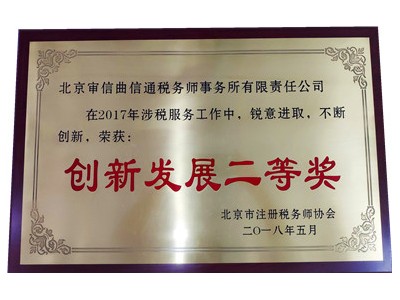 北京审信曲信通税务师事务所有限责任公司
在2017年涉税服务工作中，锐意进取，不断
创新，荣获：
创新发展二等奖
北京市注册税务师协会
二〇一八年五月